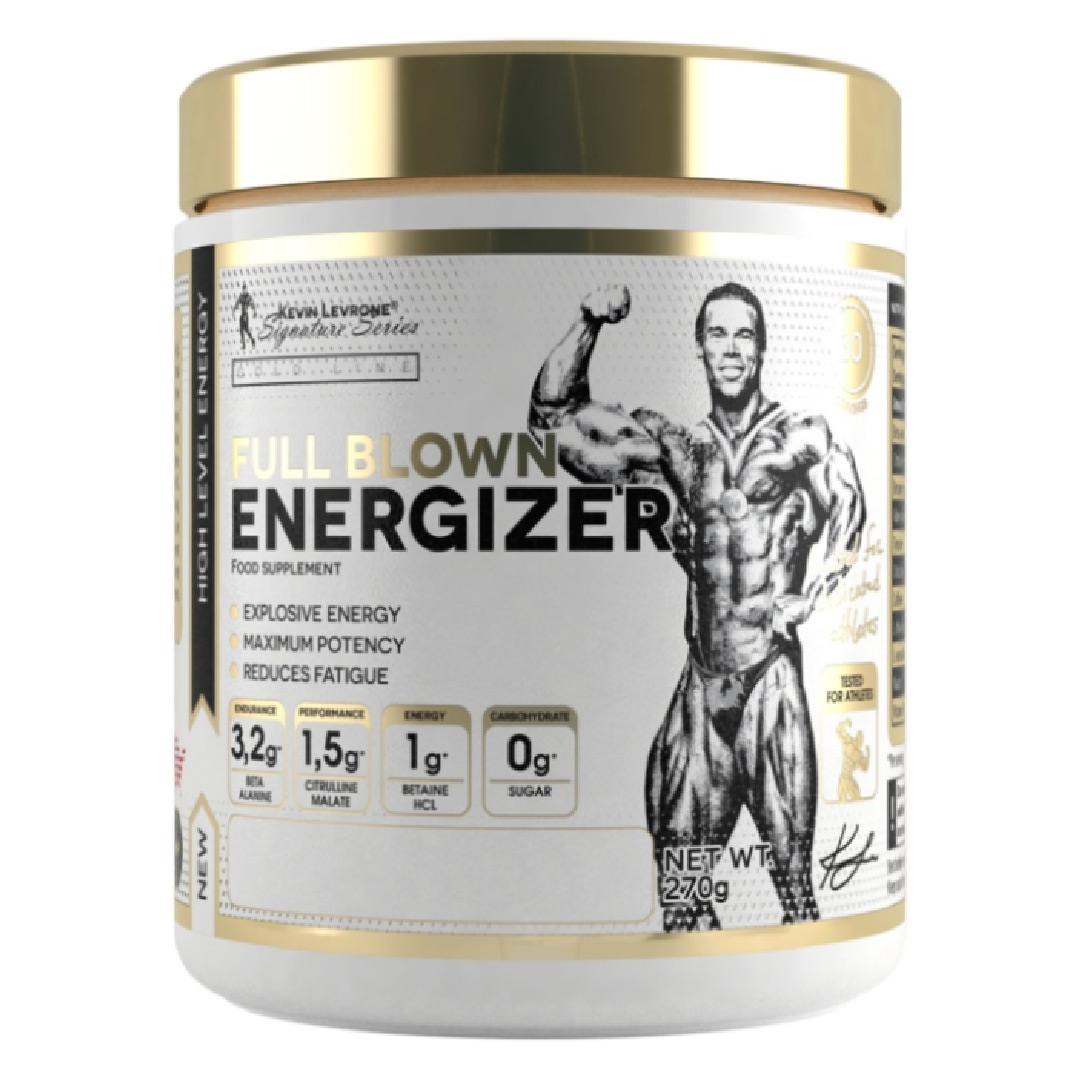 KEVIN LEVRONE®
Signature Series
GOLD LINE
FULL BLOWN
ENERGIZER
FOOD SUPPLEMENT
EXPLOSIVE ENERGY
MAXIMUM POTENCY
REDUCES FATIGUE
ENDURANCE
3,2g*
BETA
ALANINE
PERFORMANCE
1,5g*
CITRULLINE
MALATE
ENERGY
1g*
BETAINE
HCL
CARBOHYDRATE
0g*
SUGAR
NET WT.
270g
HIGH LEVEL ENERGY
NEW
athletes
TESTED
FOR ATHLETES